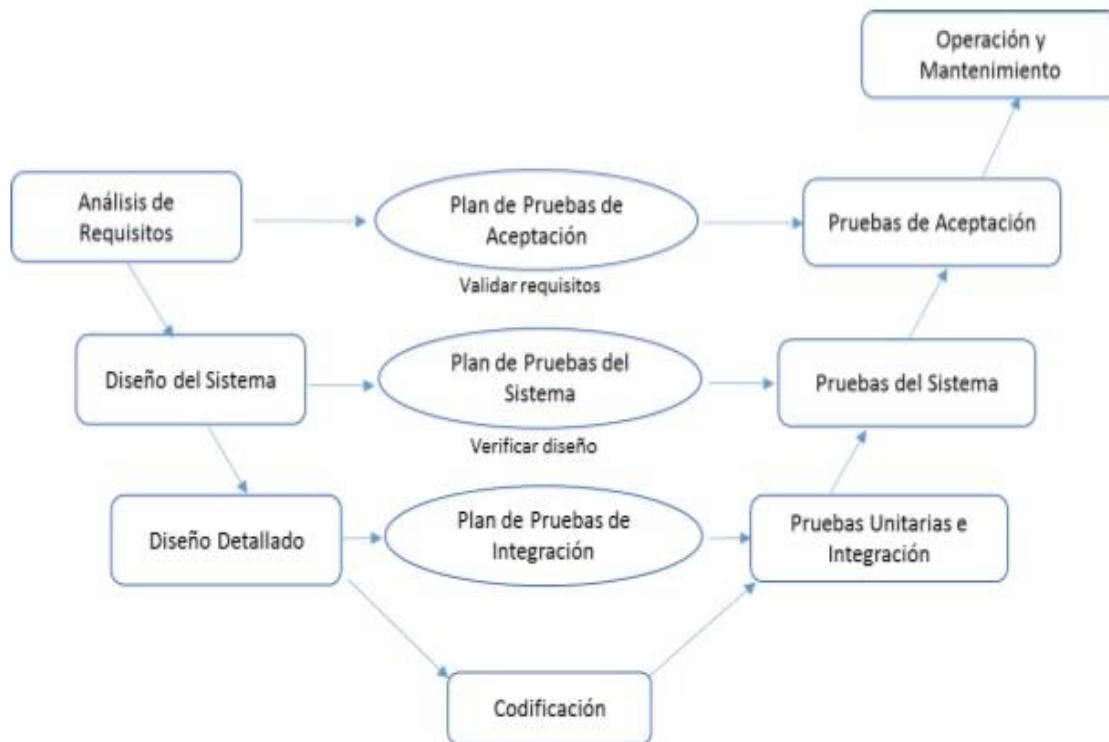 Operación y
Mantenimiento
Análisis de
Requisitos
Plan de Pruebas de
Aceptación
Pruebas de Aceptación
Validar requisitos
Diseño del Sistema
Plan de Pruebas del
Sistema
Pruebas del Sistema
Verificar diseño
Diseño Detallado
Plan de Pruebas de
Integración
Pruebas Unitarias e
Integración
Codificación